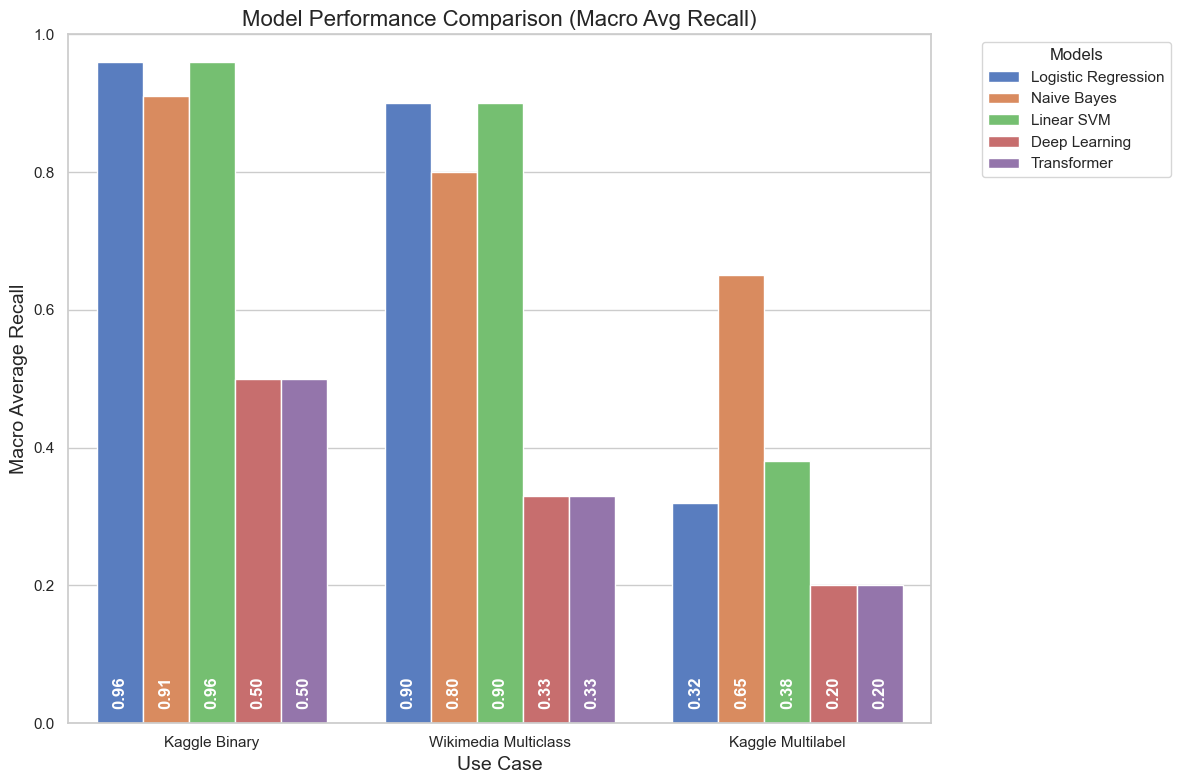 Model Performance Comparison (Macro Avg Recall)
Macro Average Recall
1.0
0.8
0.6
0.4
0.2
0.0
0.96
0.91
0.96
0.50
0.50
0.90
0.80
0.90
0.33
0.33
0.32
0.65
0.38
0.20
0.20
Kaggle Binary
Wikimedia Multiclass
Kaggle Multilabel
Use Case
Models
Logistic Regression
Naive Bayes
Linear SVM
Deep Learning
Transformer